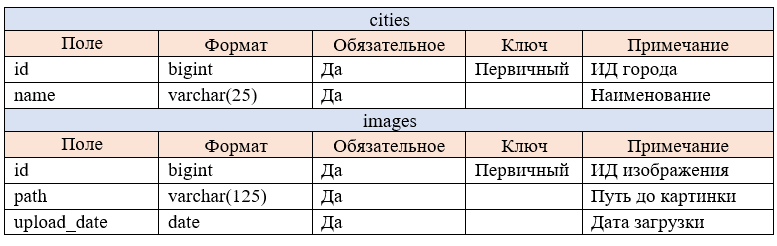 cities
Поле Формат Обязательное Ключ Примечание
id bigint Да Первичный ИД города
name varchar(25) Да Наименование
images
Поле Формат Обязательное Ключ Примечание
id bigint Да Первичный ИД изображения
path varchar(125) Да Путь до картинки
upload_date date Да Дата загрузки